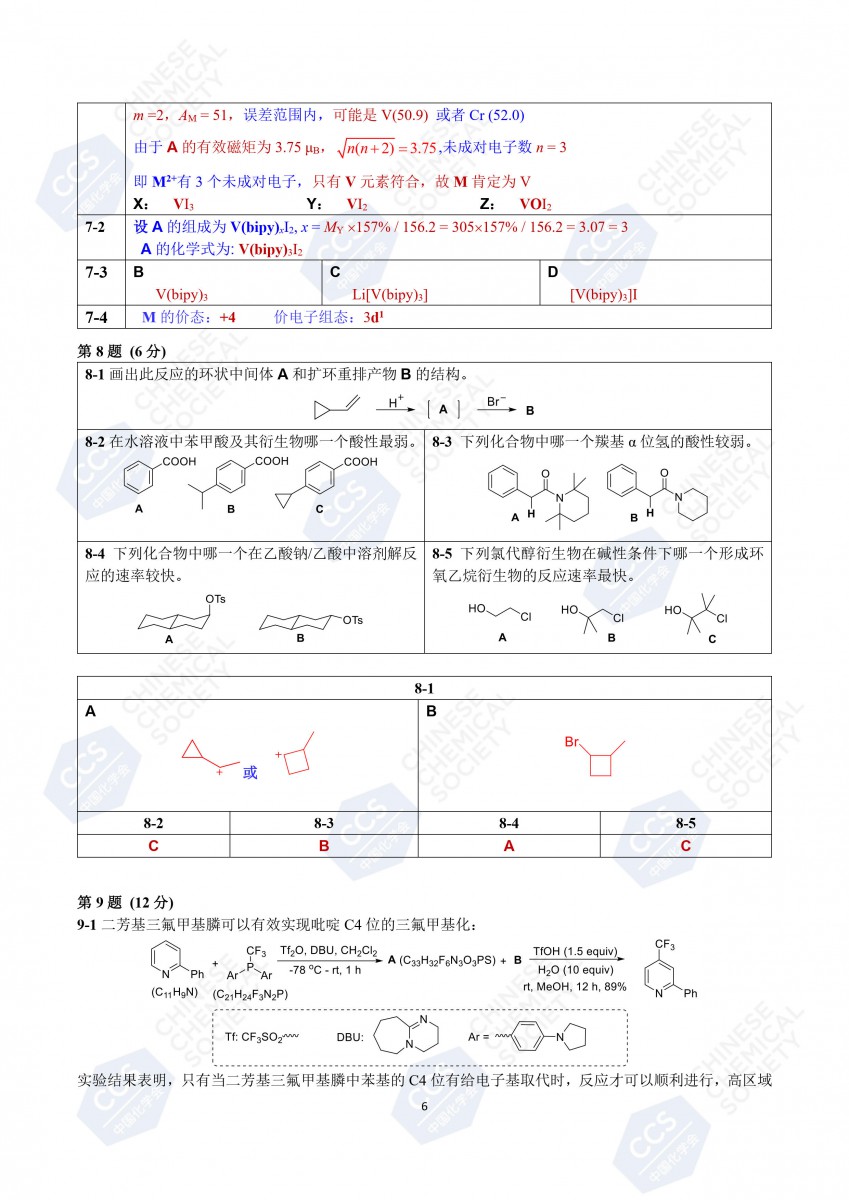 m =2，AM = 51，误差范围内，可能是 V(50.9) 或者 Cr (52.0)
由于 A 的有效磁矩为 3.75 μB，√n(n+2) = 3.75,未成对电子数 n = 3
即 M2+有 3 个未成对电子，只有 V 元素符合，故 M 肯定为 V
X： VI3 Y： VI2 Z： VOI2
7-2 设 A 的组成为 V(bipy)xI2, x = MY ×157% / 156.2 = 305×157% / 156.2 = 3.07 = 3
A 的化学式为: V(bipy)3I2
7-3 B C D
V(bipy)3 Li[V(bipy)3] [V(bipy)3]I
7-4 M 的价态：+4 价电子组态：3d1
第 8 题 (6 分)
8-1 画出此反应的环状中间体 A 和扩环重排产物 B 的结构。
H+ [ A ] Br− B
8-2 在水溶液中苯甲酸及其衍生物哪一个酸性最弱。
COOH COOH COOH
A B C
8-3 下列化合物中哪一个羰基 α 位氢的酸性较弱。
O O
N N
A H B H
8-4 下列化合物中哪一个在乙酸钠/乙酸中溶剂解反
应的速率较快。
OTs
OTs
A B
8-5 下列氯代醇衍生物在碱性条件下哪一个形成环
氧乙烷衍生物的反应速率最快。
HO Cl HO Cl HO Cl
A B C
8-1
A B
+ 或 + Br
8-2 8-3 8-4 8-5
C B A C
第 9 题 (12 分)
9-1 二芳基三氟甲基膦可以有效实现吡啶 C4 位的三氟甲基化：
N Ph + CF3 Ar P Ar Tf2O, DBU, CH2Cl2 A (C33H32F6N3O3PS) + B TfOH (1.5 equiv) CF3
-78 oC - rt, 1 h H2O (10 equiv)
(C11H9N) (C21H24F3N2P) rt, MeOH, 12 h, 89% N Ph
Tf: CF3SO2 DBU: N N Ar = N
实验结果表明，只有当二芳基三氟甲基膦中苯基的 C4 位有给电子基取代时，反应才可以顺利进行，高区域
6
CCS
中国化学会
CHINESE
CHEMICAL
SOCIETY